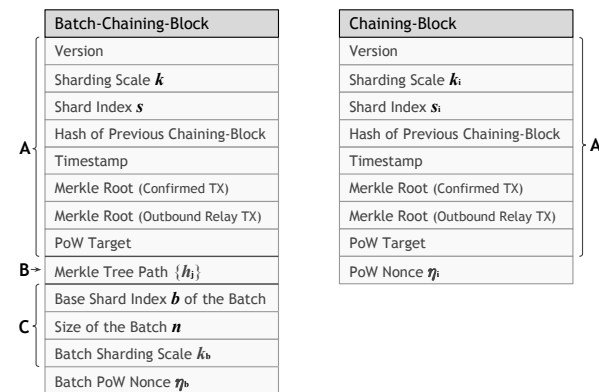 Batch-Chaining-Block
Version
Sharding Scale k
Shard Index s
Hash of Previous Chaining-Block
Timestamp
Merkle Root (Confirmed TX)
Merkle Root (Outbound Relay TX)
PoW Target
Merkle Tree Path {hⱼ}
Base Shard Index b of the Batch
Size of the Batch n
Batch Sharding Scale k_b
Batch PoW Nonce η_b
A
B
C
Chaining-Block
Version
Sharding Scale kᵢ
Shard Index sᵢ
Hash of Previous Chaining-Block
Timestamp
Merkle Root (Confirmed TX)
Merkle Root (Outbound Relay TX)
PoW Target
PoW Nonce ηᵢ
A